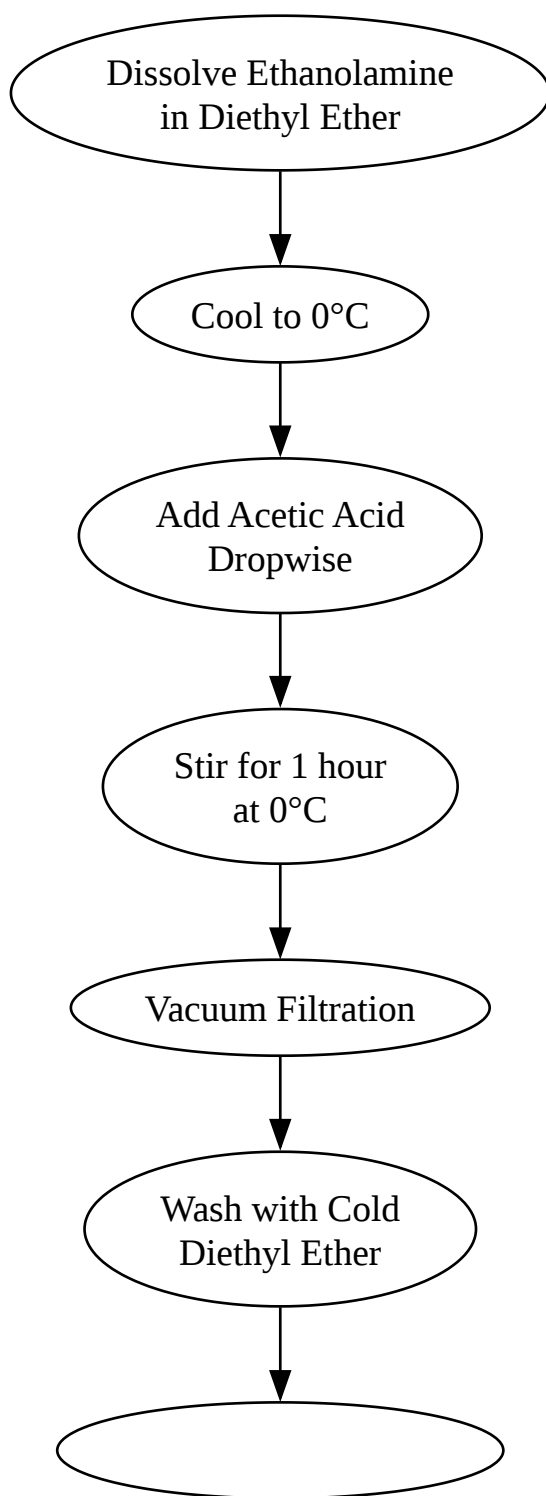 Dissolve Ethanolamine
in Diethyl Ether
Cool to 0°C
Add Acetic Acid
Dropwise
Stir for 1 hour
at 0°C
Vacuum Filtration
Wash with Cold
Diethyl Ether